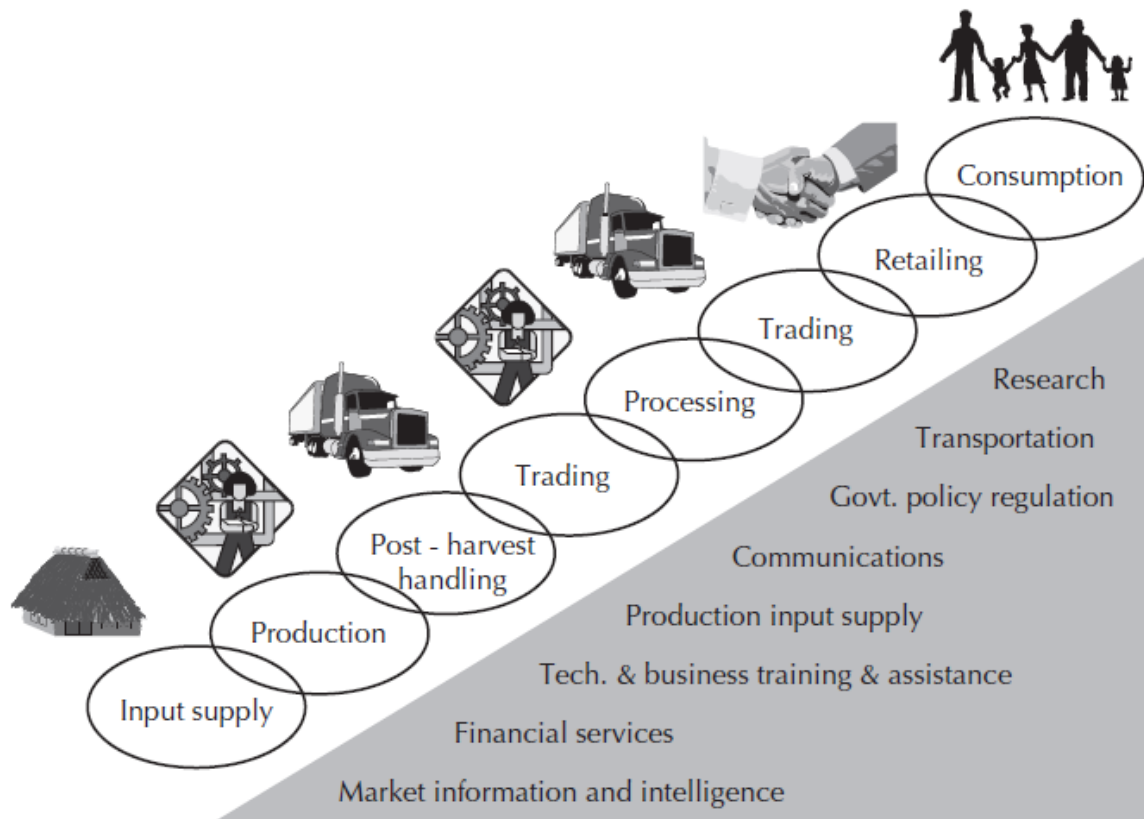 Consumption
Retailing
Trading
Processing
Trading
Post - harvest
handling
Production
Input supply
Research
Transportation
Govt. policy regulation
Communications
Production input supply
Tech. & business training & assistance
Financial services
Market information and intelligence